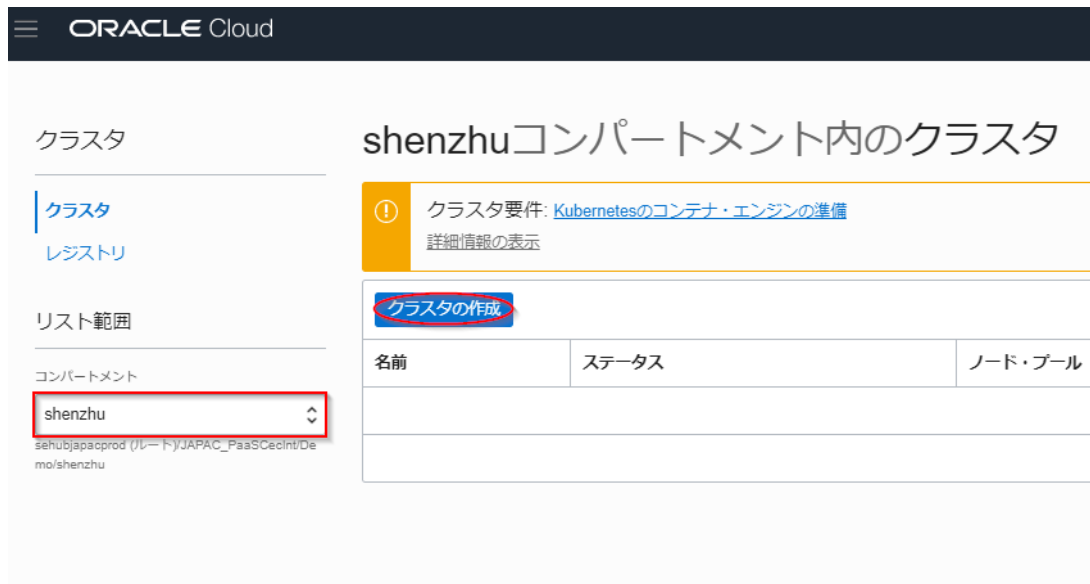 ORACLE Cloud
クラスタ
クラスタ
レジストリ
リスト範囲
コンパートメント
shenzhu
sehubjapacprod (ルート)/JAPAC_PaaSCecInt/De
mo/shenzhu
shenzhuコンパートメント内のクラスタ
クラスタ要件: Kubernetesのコンテナ・エンジンの準備
詳細情報の表示
クラスタの作成
名前 ステータス ノード・プール